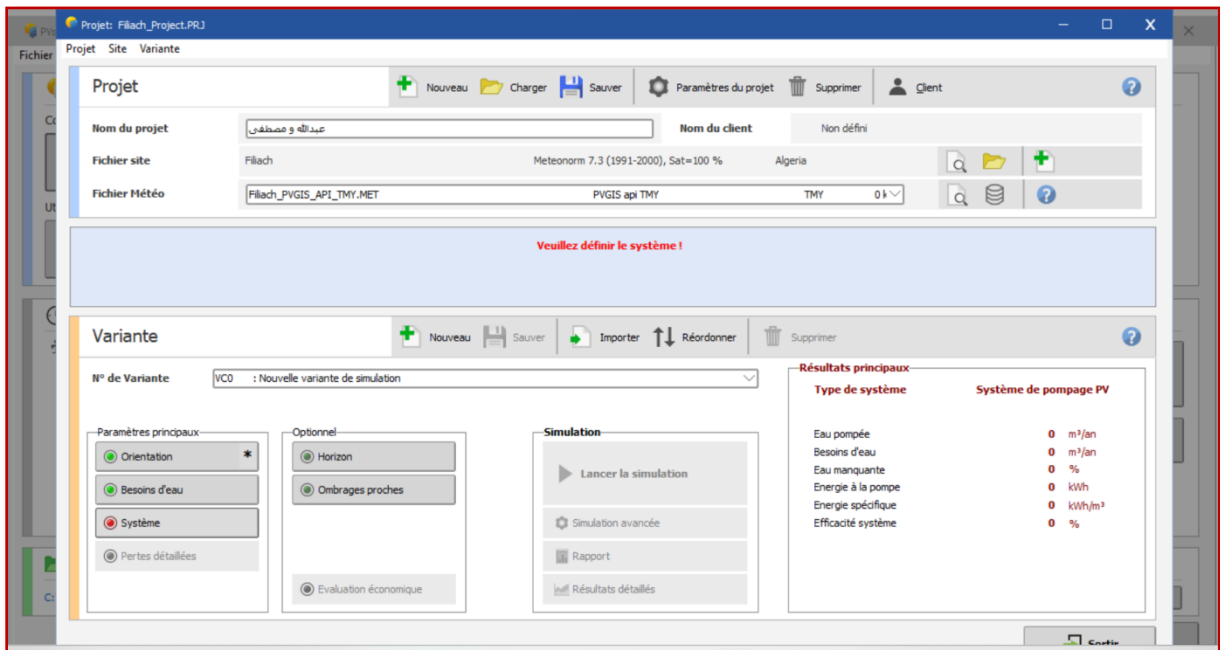 Projet: Filiach_Project.PRJ
Fichier
Projet Site Variante
Projet Nouveau Charger Sauver Paramètres du projet Supprimer Client
Nom du projet عبدالله و مصطفى Nom du client Non défini
Fichier site Filiach Meteonorm 7.3 (1991-2000), Sat=100 % Algeria
Fichier Météo Filiach_PVGIS_API_TMY.MET PVGIS api TMY TMY
Veuillez définir le système !
Variante Nouveau Sauver Importer Réordonner Supprimer
N° de Variante VC0 : Nouvelle variante de simulation
Résultats principaux
Type de système Système de pompage PV
Paramètres principaux Optionnel Simulation
Orientation * Horizon Lancer la simulation
Besoins d'eau Ombrages proches
Système Simulation avancée
Pertes détaillées Rapport
Evaluation économique Résultats détaillés
Eau pompée 0 m³/an
Besoins d'eau 0 m³/an
Eau manquante 0 %
Energie à la pompe 0 kWh
Energie spécifique 0 kWh/m³
Efficacité système 0 %
Sortir